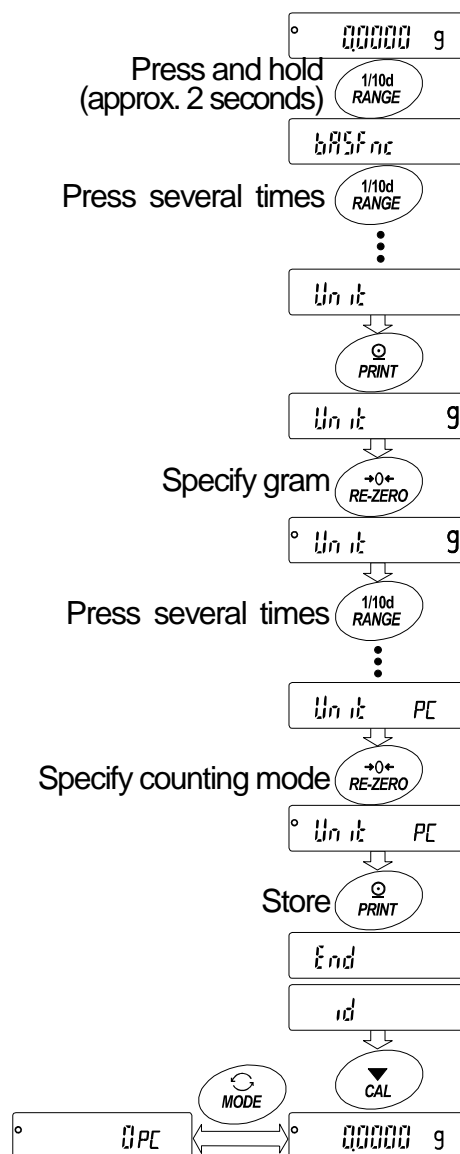 0.0000 g
Press and hold
(approx. 2 seconds)
1/10d
RANGE
bASFnc
Press several times
1/10d
RANGE
Unit
PRINT
Unit g
Specify gram
→0←
RE-ZERO
Unit g
Press several times
1/10d
RANGE
Unit PC
Specify counting mode
→0←
RE-ZERO
Unit PC
Store
PRINT
End
id
MODE
CAL
0 PC
0.0000 g